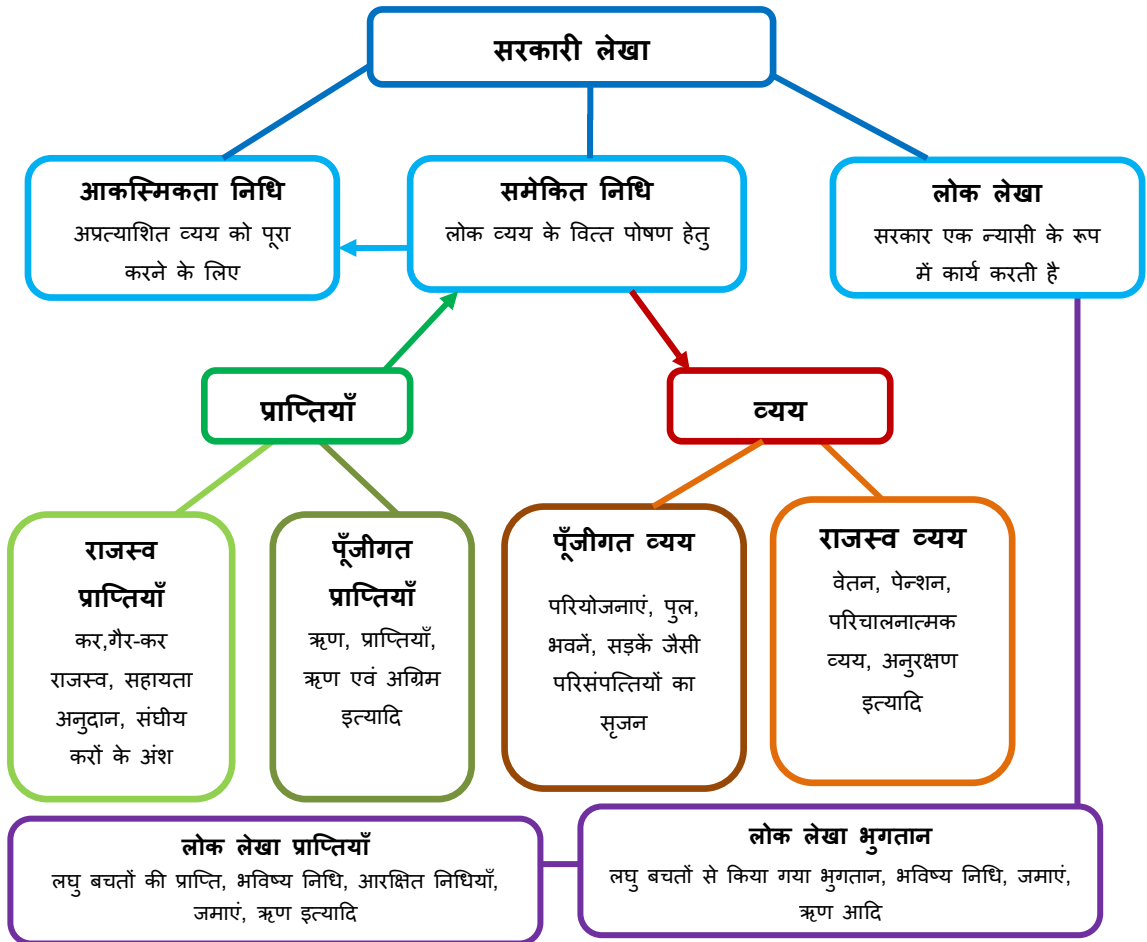 सरकारी लेखा
आकस्मिकता निधि
अप्रत्याशित व्यय को पूरा
करने के लिए
समेकित निधि
लोक व्यय के वित्त पोषण हेतु
लोक लेखा
सरकार एक न्यासी के रूप
में कार्य करती है
प्राप्तियाँ
व्यय
राजस्व
प्राप्तियाँ
कर,गैर-कर
राजस्व, सहायता
अनुदान, संघीय
करों के अंश
पूँजीगत
प्राप्तियाँ
ऋण, प्राप्तियाँ,
ऋण एवं अग्रिम
इत्यादि
पूँजीगत व्यय
परियोजनाएं, पुल,
भवनें, सड़कें जैसी
परिसंपत्तियों का
सृजन
राजस्व व्यय
वेतन, पेन्शन,
परिचालनात्मक
व्यय, अनुरक्षण
इत्यादि
लोक लेखा प्राप्तियाँ
लघु बचतों की प्राप्ति, भविष्य निधि, आरक्षित निधियाँ,
जमाएं, ऋण इत्यादि
लोक लेखा भुगतान
लघु बचतों से किया गया भुगतान, भविष्य निधि, जमाएं,
ऋण आदि